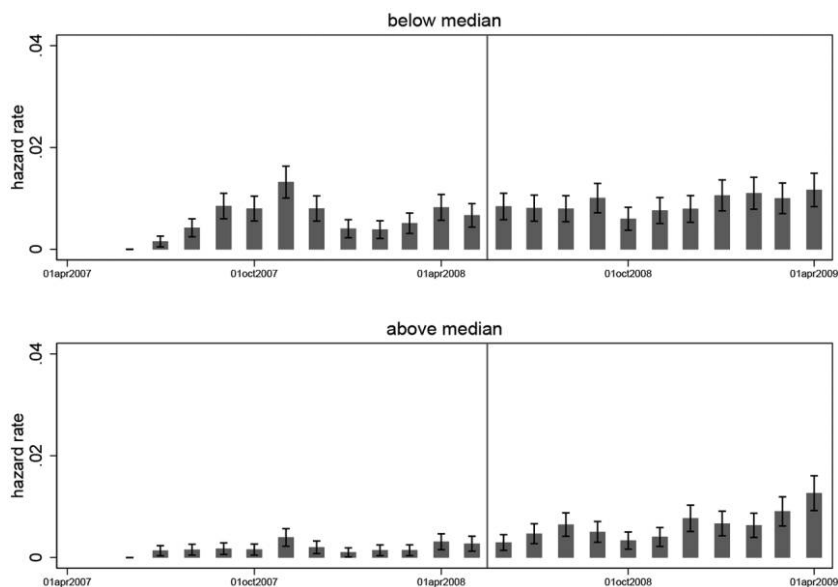 below median
hazard rate
.04
.02
0
01apr2007 01oct2007 01apr2008 01oct2008 01apr2009
above median
hazard rate
.04
.02
0
01apr2007 01oct2007 01apr2008 01oct2008 01apr2009